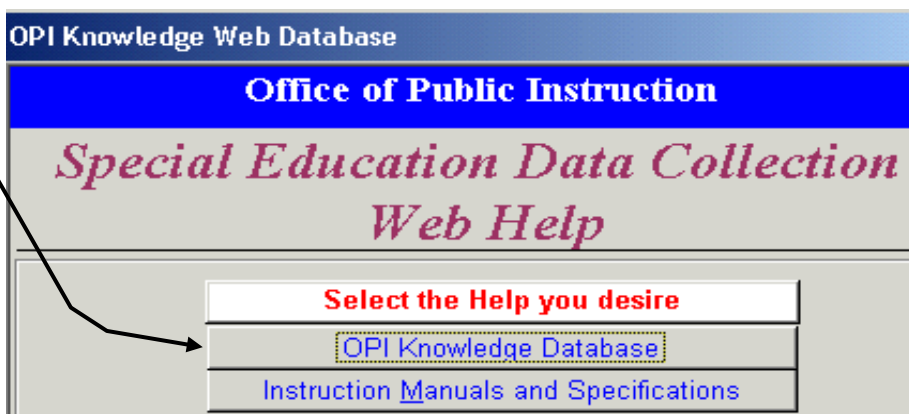 OPI Knowledge Web Database
Office of Public Instruction
Special Education Data Collection
Web Help
Select the Help you desire
OPI Knowledge Database
Instruction Manuals and Specifications